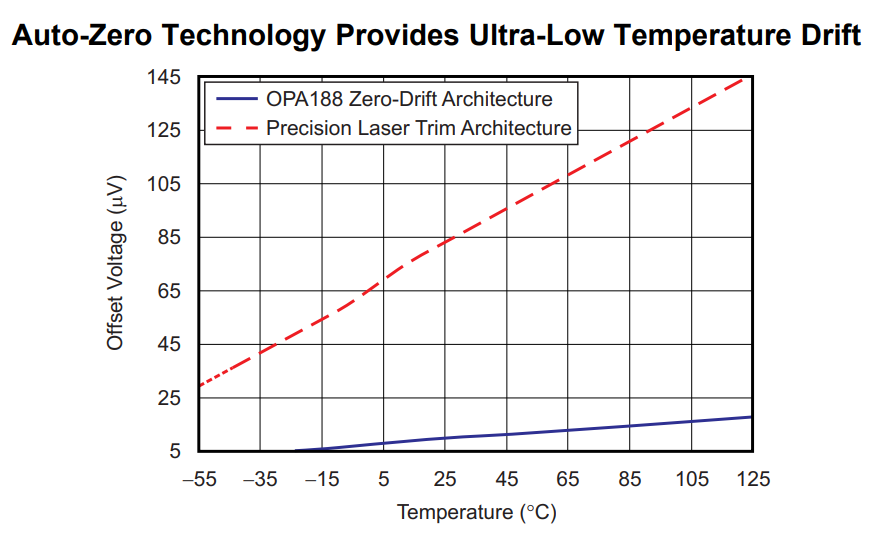 Auto-Zero Technology Provides Ultra-Low Temperature Drift
145
125
105
85
65
45
25
5
Offset Voltage (μV)
OPA188 Zero-Drift Architecture
Precision Laser Trim Architecture
–55 –35 –15 5 25 45 65 85 105 125
Temperature (°C)